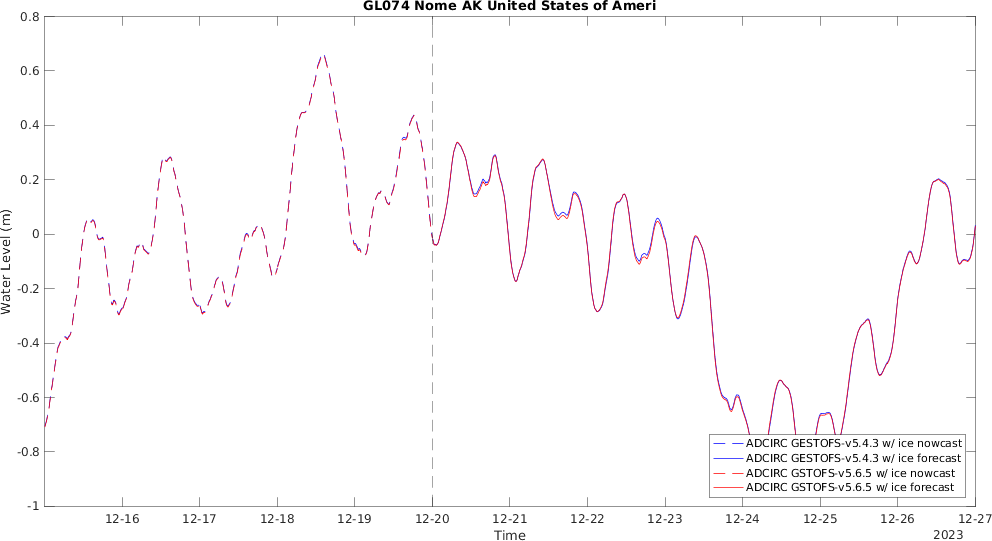 GL074 Nome AK United States of Ameri
Water Level (m)
0.8
0.6
0.4
0.2
0
-0.2
-0.4
-0.6
-0.8
-1
ADCIRC GESTOFS-v5.4.3 w/ ice nowcast
ADCIRC GESTOFS-v5.4.3 w/ ice forecast
ADCIRC GSTOFS-v5.6.5 w/ ice nowcast
ADCIRC GSTOFS-v5.6.5 w/ ice forecast
12-16 12-17 12-18 12-19 12-20 12-21 12-22 12-23 12-24 12-25 12-26 12-27
Time
2023